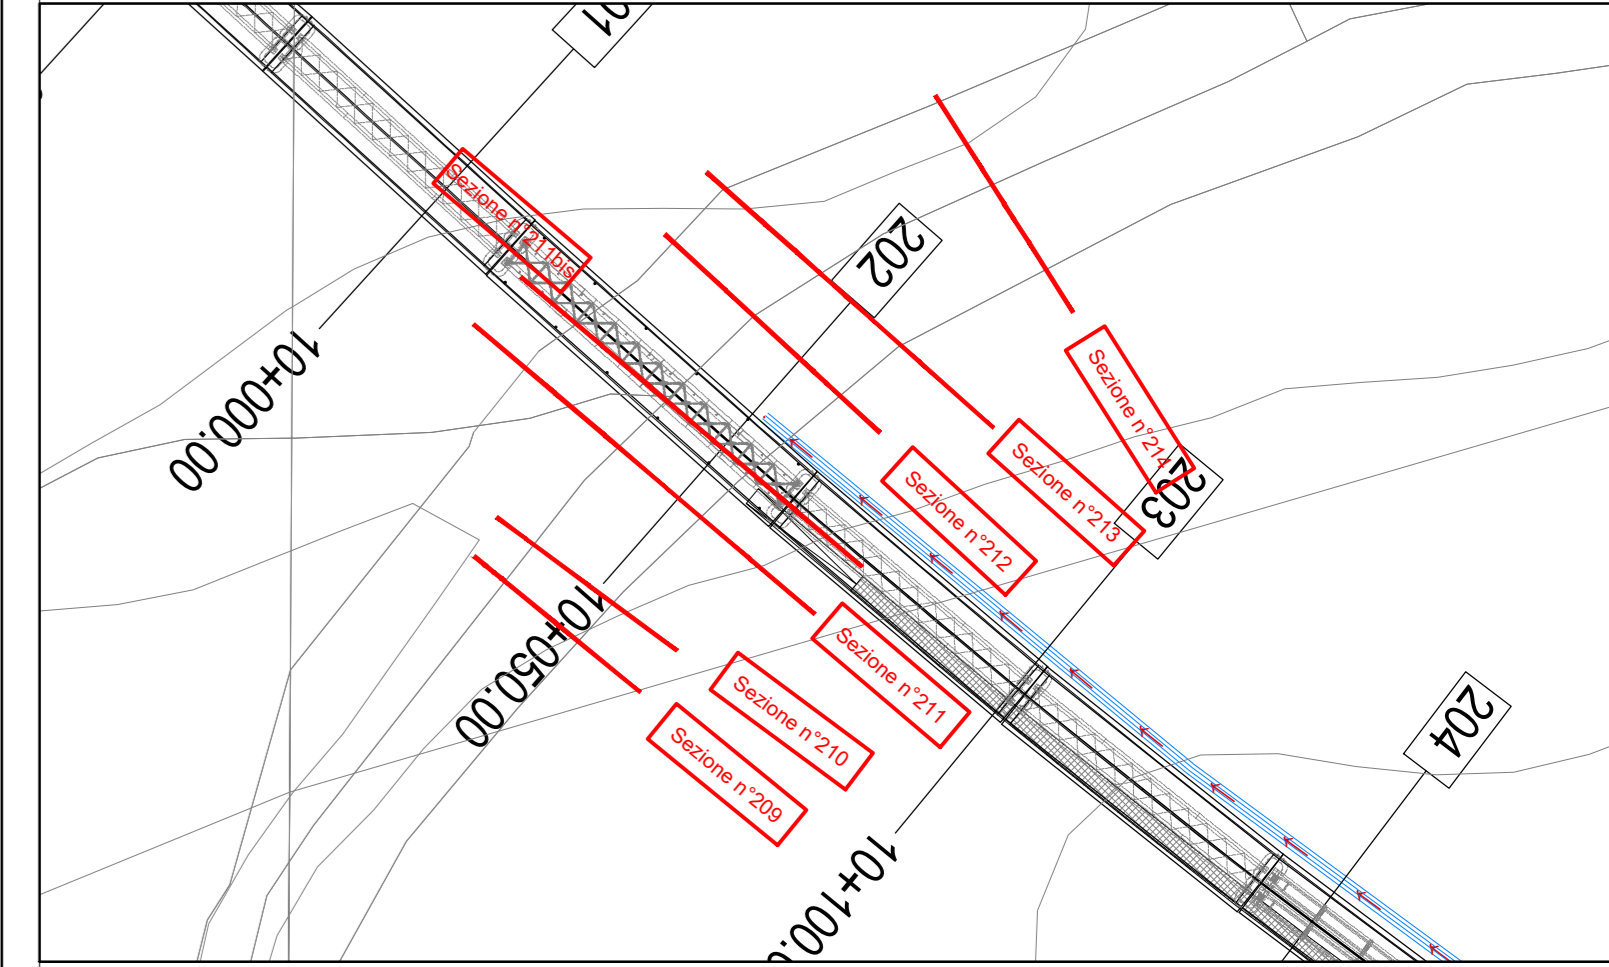 202
203
204
10+000.00
10+050.00
Sezione n°211bis
Sezione n°214
Sezione n°213
Sezione n°212
Sezione n°211
Sezione n°210
Sezione n°209